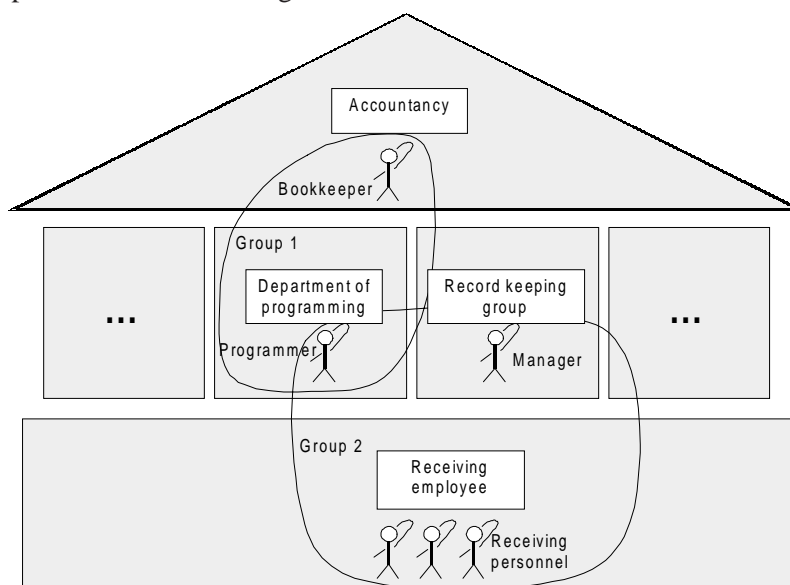 Accountancy
Bookkeeper
Group 1
Department of
programming
Record keeping
group
...
...
Programmer
Manager
Group 2
Receiving
employee
Receiving
personnel